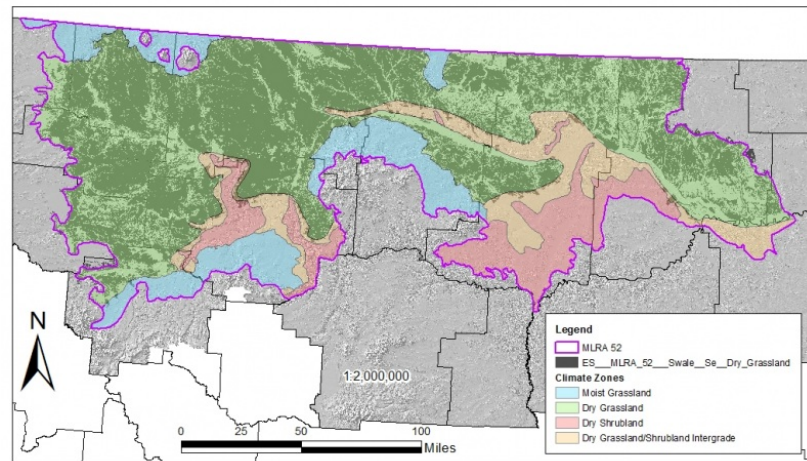 N
1:2,000,000
0 25 50 100
Miles
Legend
MLRA 52
ES___MLRA_52___Swale__Se__Dry_Grassland
Climate Zones
Moist Grassland
Dry Grassland
Dry Shrubland
Dry Grassland/Shrubland Intergrade